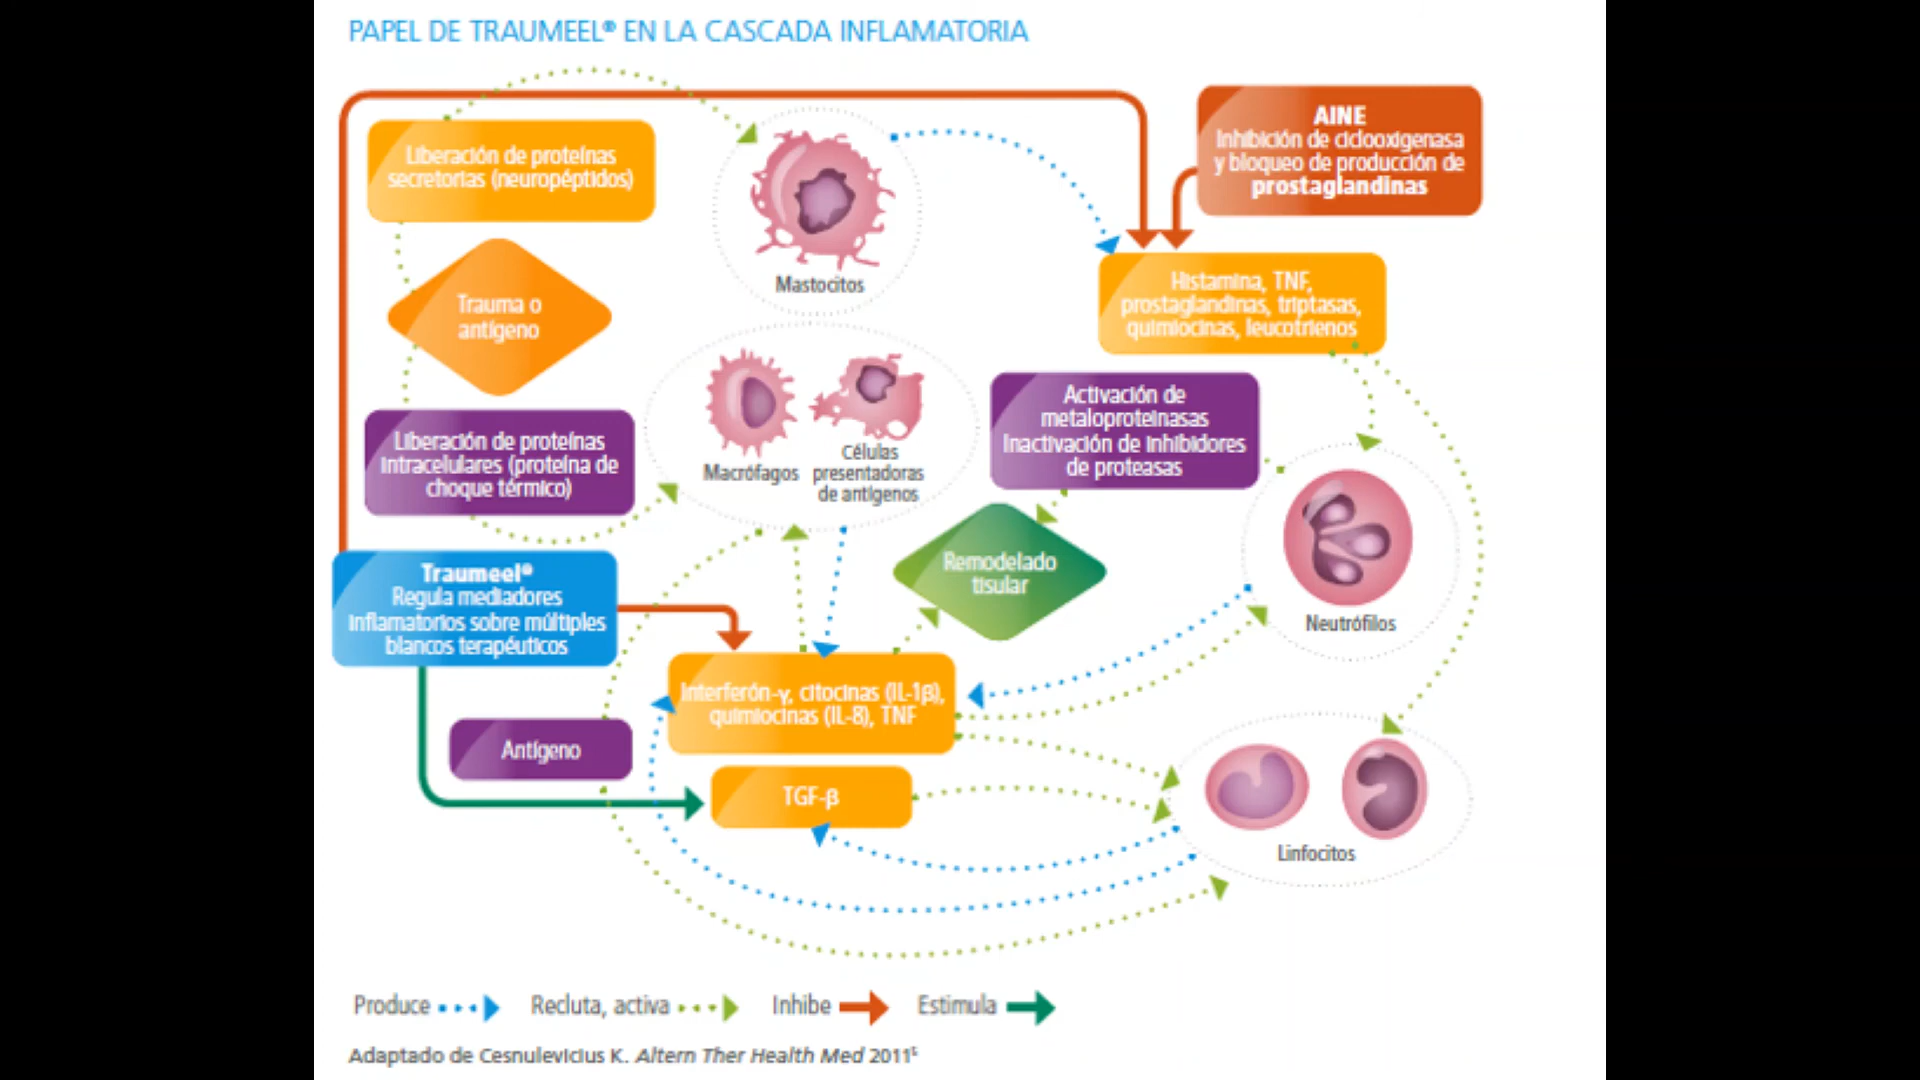 PAPEL DE TRAUMEEL® EN LA CASCADA INFLAMATORIA
AINE
Inhibición de ciclooxigenasa
y bloqueo de producción de
prostaglandinas
Liberación de proteínas
secretorias (neuropéptidos)
Mastocitos
Trauma o
antígeno
Histamina, TNF,
prostaglandinas, triptasas,
quimiocinas, leucotrienos
Activación de
metaloproteinasas
Inactivación de inhibidores
de proteasas
Liberación de proteínas
intracelulares (proteína de
choque térmico)
Macrófagos
Células
presentadoras
de antígenos
Remodelado
tisular
Traumeel®
Regula mediadores
inflamatorios sobre múltiples
blancos terapéuticos
Neutrófilos
Interferón-γ, citocinas (IL-1β),
quimiocinas (IL-8), TNF
Antígeno
TGF-β
Linfocitos
Produce
Recluta, activa
Inhibe
Estimula
Adaptado de Cesnulevicius K. Altern Ther Health Med 2011⁵